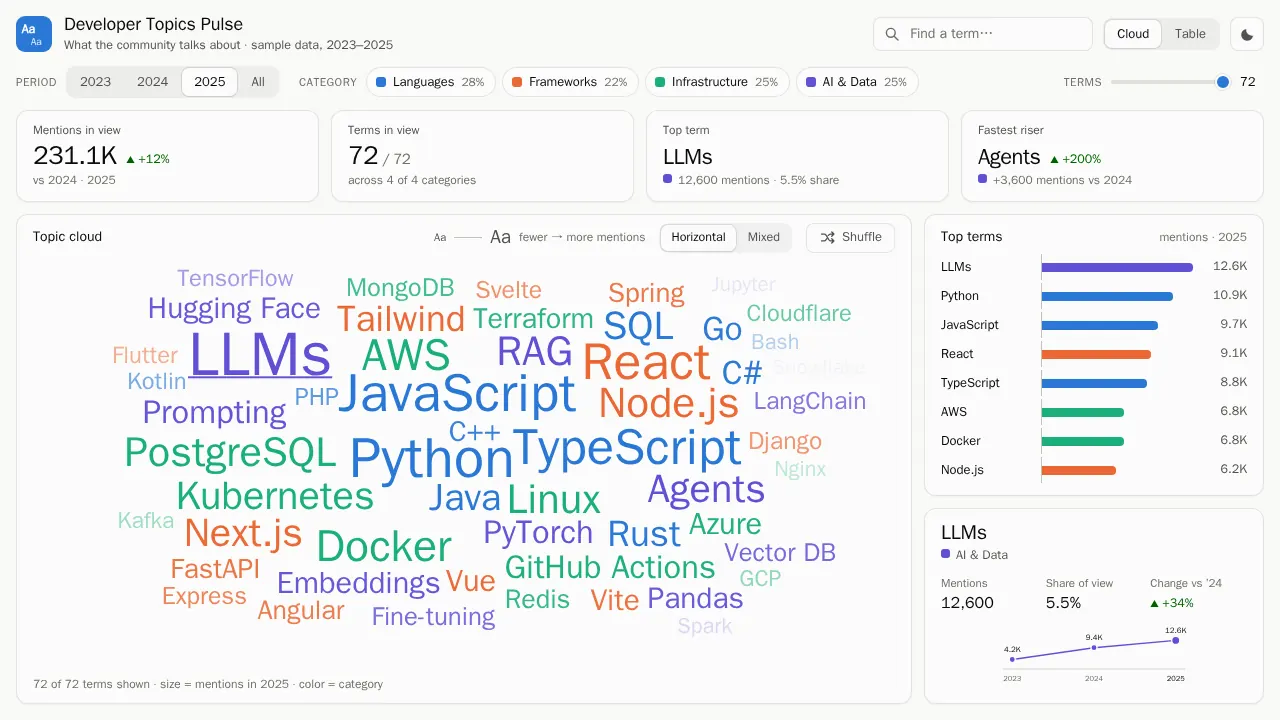 Aa
Aa
Developer Topics Pulse
What the community talks about · sample data, 2023–2025
Find a term⋯
Cloud
Table
PERIOD
2023
2024
2025
All
CATEGORY
Languages 28%
Frameworks 22%
Infrastructure 25%
AI & Data 25%
TERMS
72
Mentions in view
231.1K ▲ +12%
vs 2024 · 2025
Terms in view
72 / 72
across 4 of 4 categories
Top term
LLMs
12,600 mentions · 5.5% share
Fastest riser
Agents ▲ +200%
+3,600 mentions vs 2024
Topic cloud
Aa — Aa fewer → more mentions
Horizontal
Mixed
Shuffle
TensorFlow
MongoDB
Svelte
Spring
Jupyter
Hugging Face
Tailwind
Terraform
SQL
Go
Cloudflare
Flutter
LLMs
AWS
RAG
React
Bash
Kotlin
PHP
JavaScript
C#
Prompting
Node.js
LangChain
C++
PostgreSQL
Python
TypeScript
Django
Nginx
Kubernetes
Java
Linux
Agents
Kafka
Next.js
Docker
PyTorch
Rust
Azure
FastAPI
Embeddings
Vue
GitHub Actions
Vector DB
GCP
Express
Angular
Fine-tuning
Redis
Vite
Pandas
Spark
72 of 72 terms shown · size = mentions in 2025 · color = category
Top terms
mentions · 2025
LLMs 12.6K
Python 10.9K
JavaScript 9.7K
React 9.1K
TypeScript 8.8K
AWS 6.8K
Docker 6.8K
Node.js 6.2K
LLMs
AI & Data
Mentions
Share of view
Change vs '24
12,600
5.5%
▲ +34%
4.2K
9.4K
12.6K
2023
2024
2025